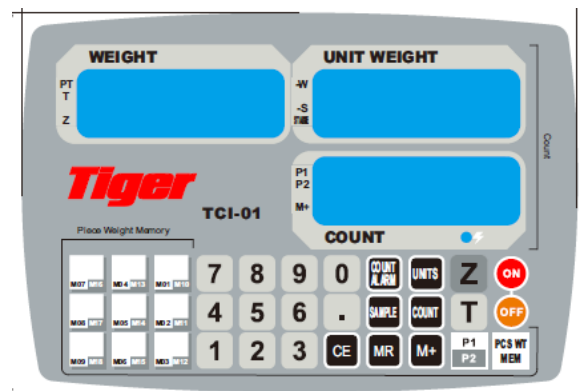 WEIGHT
UNIT WEIGHT
PT
T
Z
-W
-S
Count
P1
P2
M+
Tiger
TCI-01
COUNT
Piece Weight Memory
M07 M16 M04 M13 M01 M10 7 8 9 0 COUNT ALARM UNITS Z ON
M08 M17 M05 M14 M02 M11 4 5 6 . SAMPLE COUNT T OFF
M09 M18 M06 M15 M03 M12 1 2 3 CE MR M+ P1 P2 PCS WT MEM